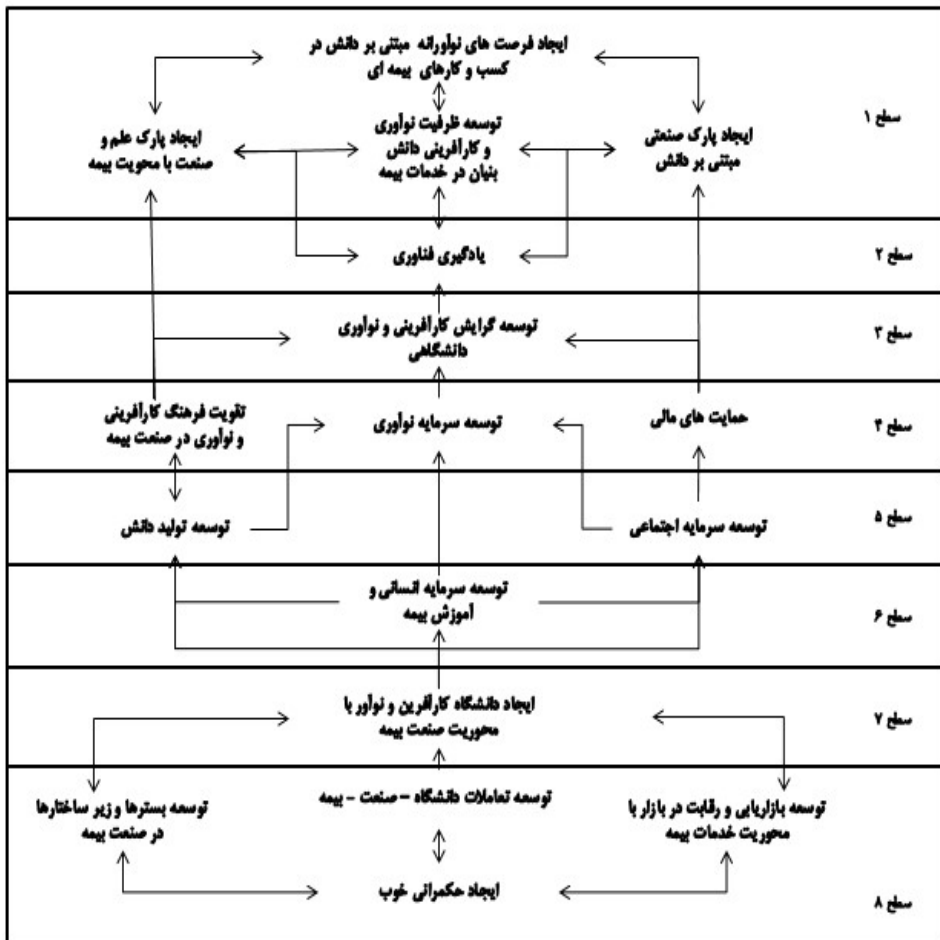 ایجاد فرصت های نوآورانه مبتنی بر دانش در
کسب و کارهای بیمه ای
سطح ۱
ایجاد پارک صنعتی
مبتنی بر دانش
توسعه ظرفیت نوآوری
و کارآفرینی دانش
بنیان در خدمات بیمه
ایجاد پارک علم و
صنعت با محویت بیمه
سطح ۲
یادگیری فناوری
سطح ۳
توسعه گرایش کارآفرینی و نوآوری
دانشگاهی
سطح ۴
حمایت های مالی
توسعه سرمایه نوآوری
تقویت فرهنگ کارآفرینی
و نوآوری در صنعت بیمه
سطح ۵
توسعه سرمایه اجتماعی
توسعه تولید دانش
سطح ۶
توسعه سرمایه انسانی و
آموزش بیمه
سطح ۷
ایجاد دانشگاه کارآفرین و نوآور با
محوریت صنعت بیمه
توسعه بازاریابی و رقابت در بازار با
محوریت خدمات بیمه
توسعه تعاملات دانشگاه – صنعت – بیمه
توسعه بسترها و زیر ساختارها
در صنعت بیمه
ایجاد حکمرانی خوب
سطح ۸